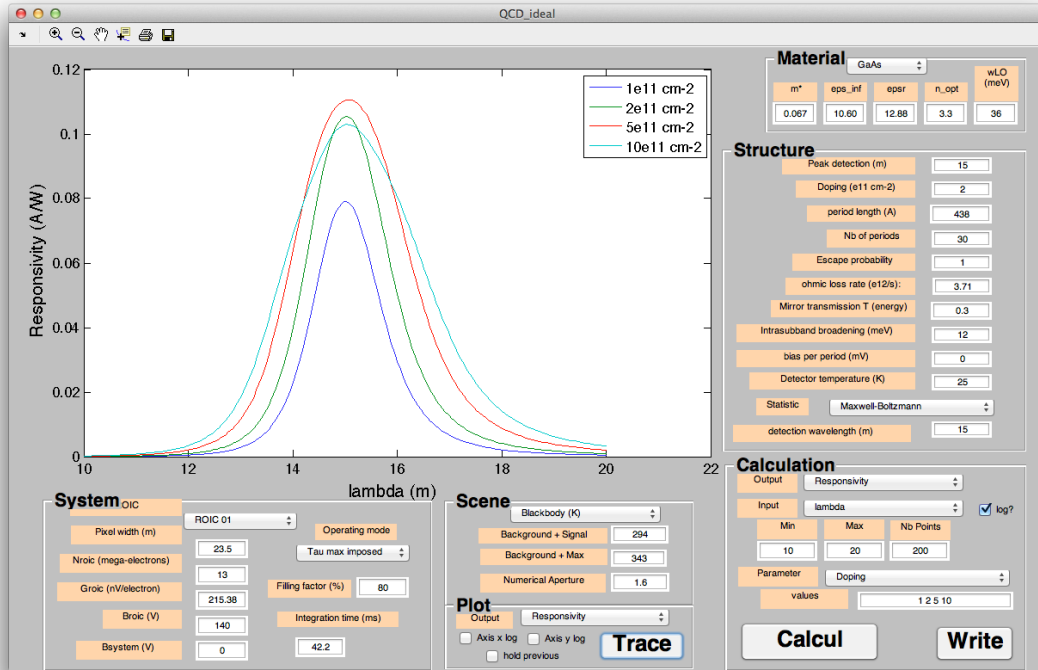 QCD_ideal
0.12
0.1
0.08
0.06
0.04
0.02
0
10
12
14
16
18
20
22
Responsivity (A/W)
lambda (m)
1e11 cm-2
2e11 cm-2
5e11 cm-2
10e11 cm-2
Material
GaAs
m* eps_inf epsr n_opt wLO (meV)
0.067 10.60 12.88 3.3 36
Structure
Peak detection (m) 15
Doping (e11 cm-2) 2
period length (A) 438
Nb of periods 30
Escape probability 1
ohmic loss rate (e12/s): 3.71
Mirror transmission T (energy) 0.3
Intrasubband broadening (meV) 12
bias per period (mV) 0
Detector temperature (K) 25
Statistic Maxwell-Boltzmann
detection wavelength (m) 15
System
OIC ROIC 01
Pixel width (m) 23.5
Nroic (mega-electrons) 13
Groic (nV/electron) 215.38
Broic (V) 140
Bsystem (V) 0
Operating mode
Tau max imposed
Filling factor (%) 80
Integration time (ms)
42.2
Scene
Blackbody (K)
Background + Signal 294
Background + Max 343
Numerical Aperture 1.6
Plot
Output Responsivity
Axis x log Axis y log
hold previous
Trace
Calculation
Output Responsivity
Input lambda log?
Min Max Nb Points
10 20 200
Parameter Doping
values 1 2 5 10
Calcul Write